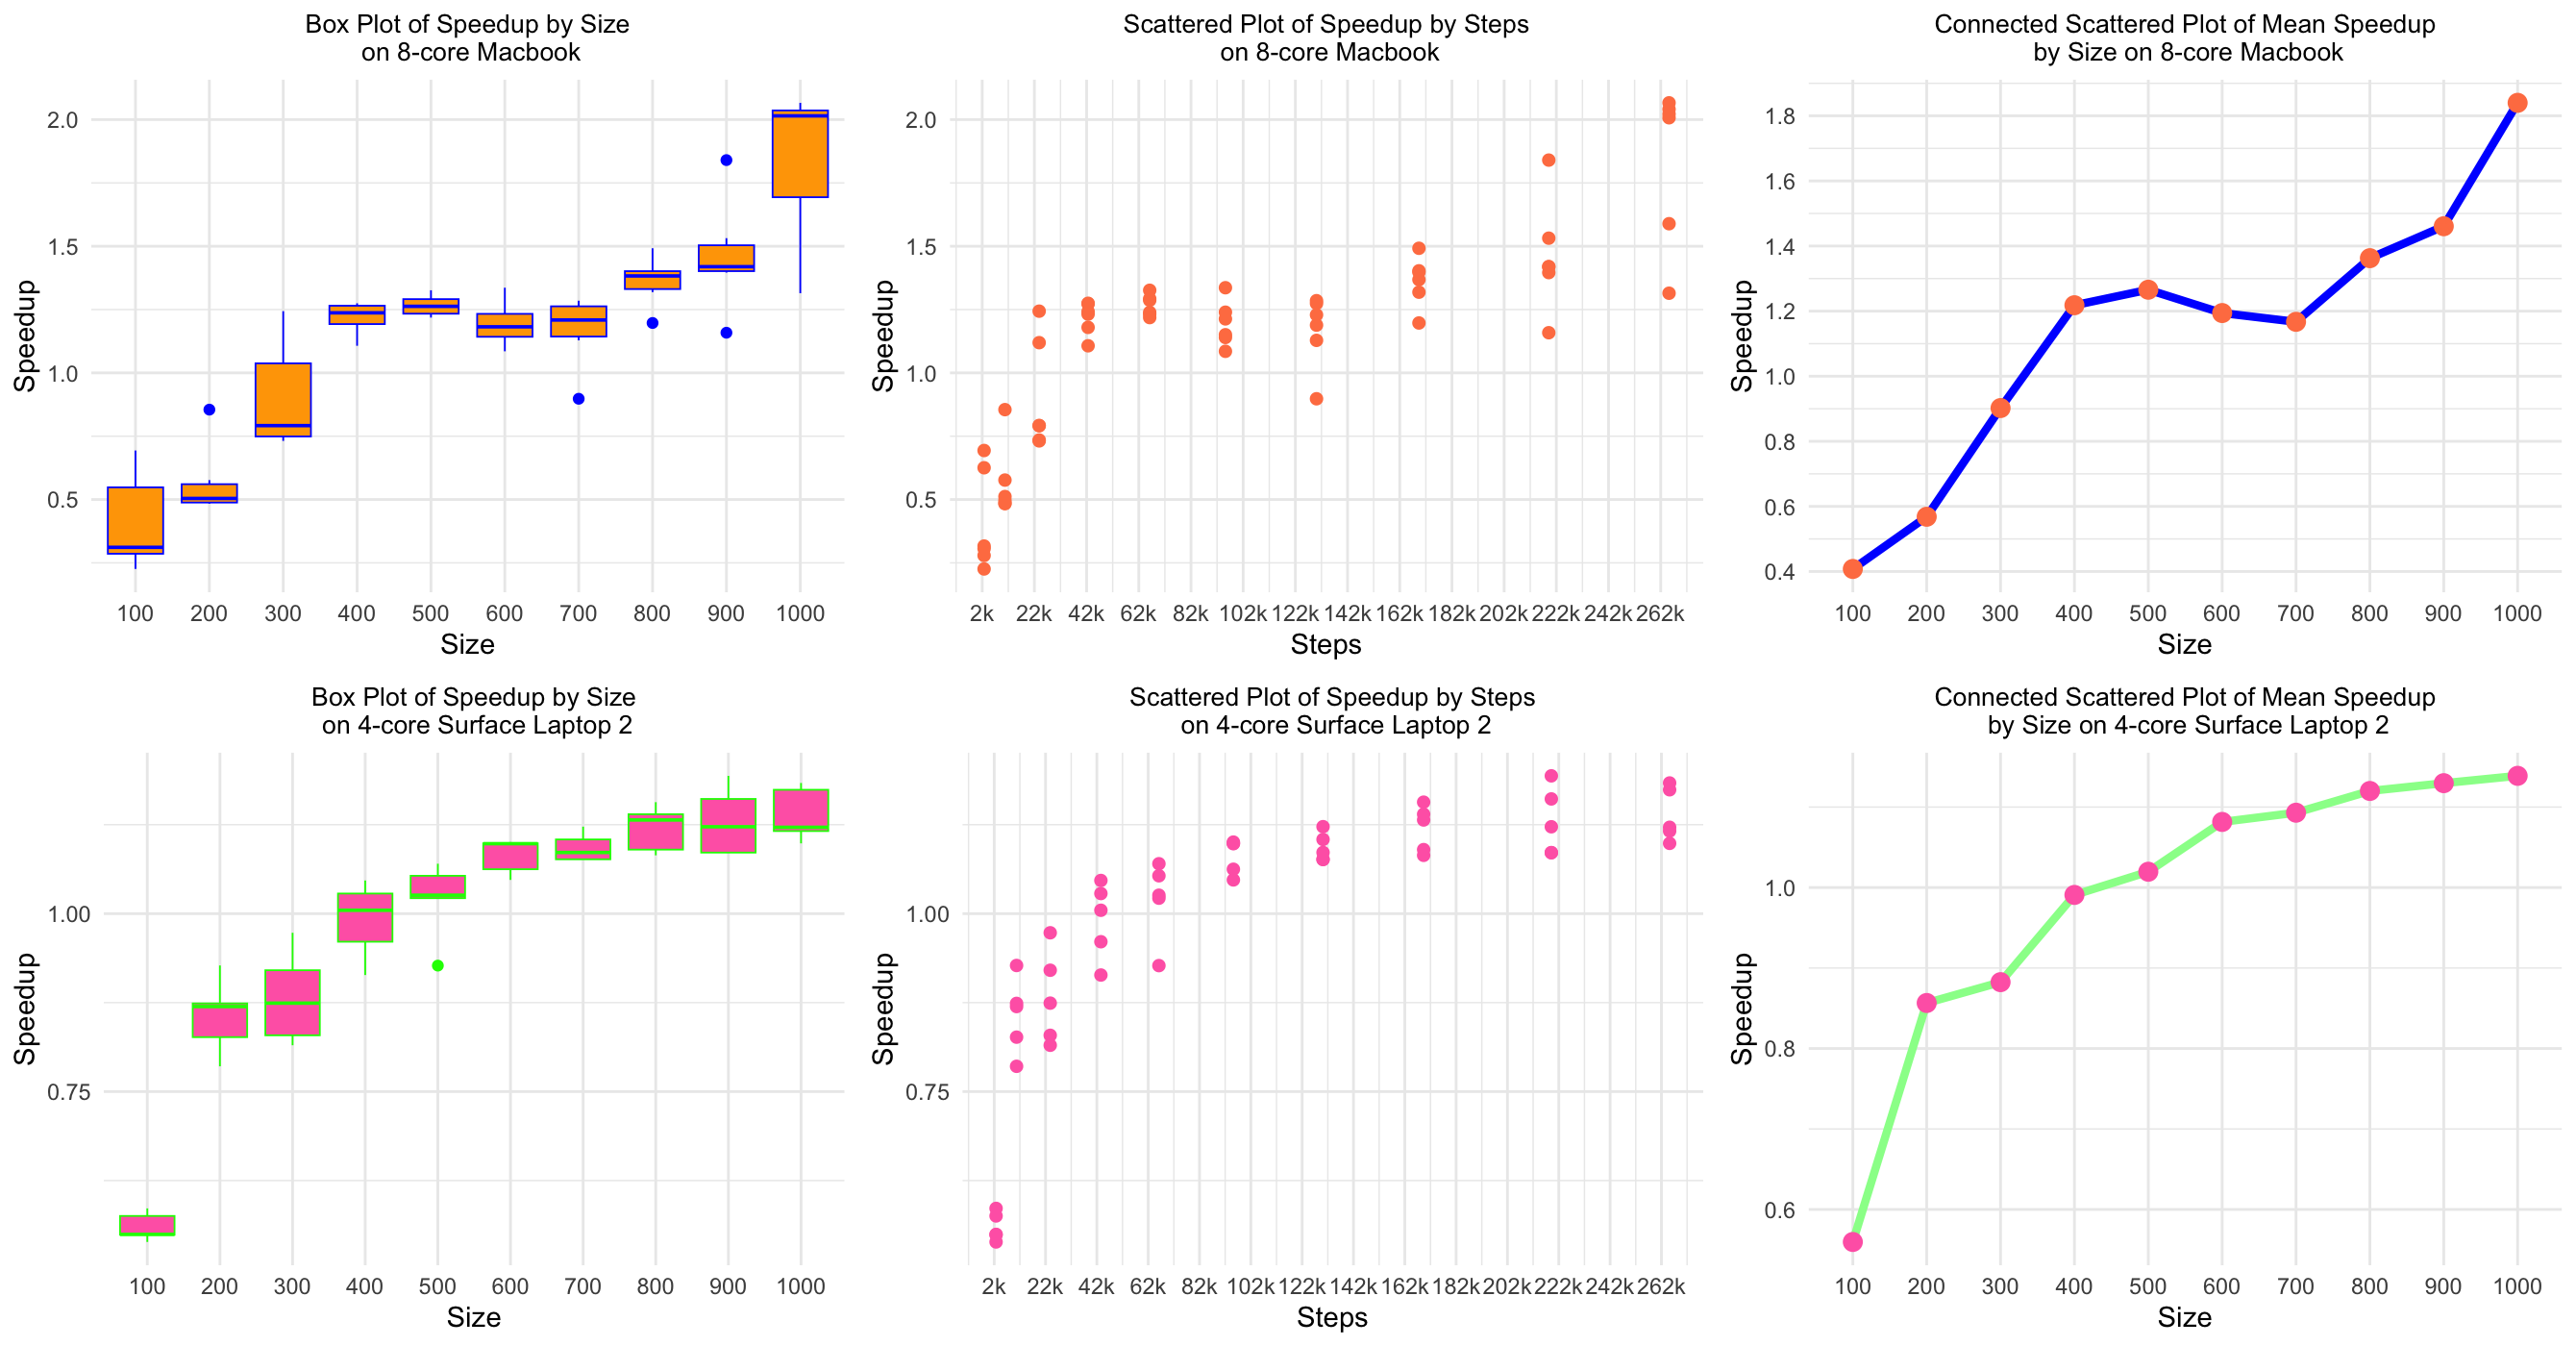 Box Plot of Speedup by Size
on 8-core Macbook
Speedup
2.0
1.5
1.0
0.5
100 200 300 400 500 600 700 800 900 1000
Size
Scattered Plot of Speedup by Steps
on 8-core Macbook
Speedup
2.0
1.5
1.0
0.5
2k 22k 42k 62k 82k 102k 122k 142k 162k 182k 202k 222k 242k 262k
Steps
Connected Scattered Plot of Mean Speedup
by Size on 8-core Macbook
Speedup
1.8
1.6
1.4
1.2
1.0
0.8
0.6
0.4
100 200 300 400 500 600 700 800 900 1000
Size
Box Plot of Speedup by Size
on 4-core Surface Laptop 2
Speedup
1.00
0.75
100 200 300 400 500 600 700 800 900 1000
Size
Scattered Plot of Speedup by Steps
on 4-core Surface Laptop 2
Speedup
1.00
0.75
2k 22k 42k 62k 82k 102k 122k 142k 162k 182k 202k 222k 242k 262k
Steps
Connected Scattered Plot of Mean Speedup
by Size on 4-core Surface Laptop 2
Speedup
1.0
0.8
0.6
100 200 300 400 500 600 700 800 900 1000
Size